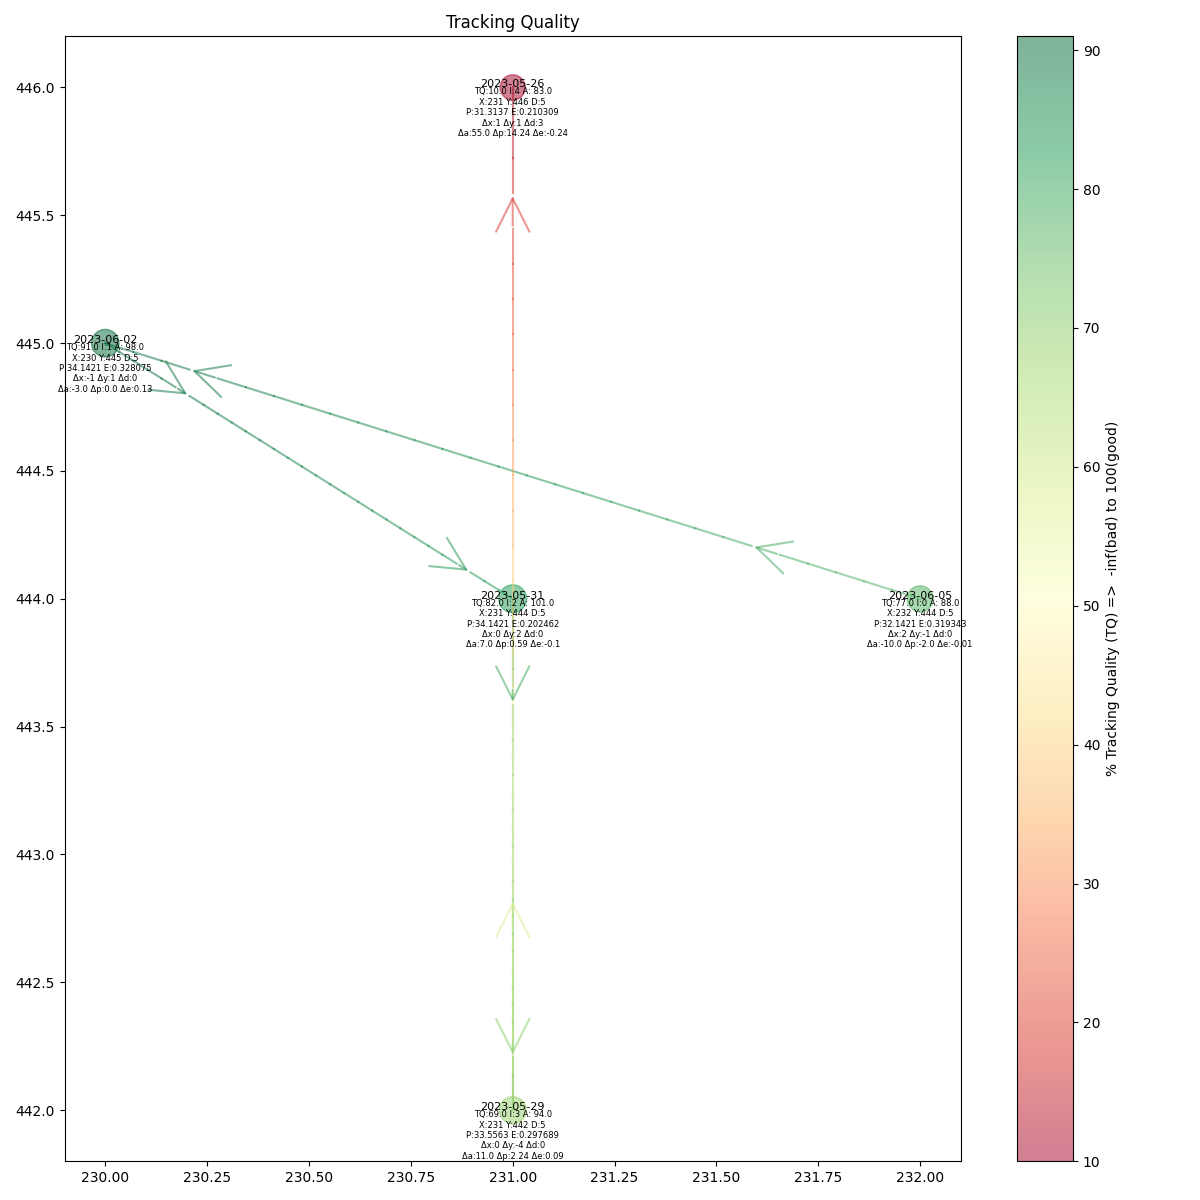 Tracking Quality
446.0
445.5
445.0
444.5
444.0
443.5
443.0
442.5
442.0
2023-05-26
TQ:10.0 I:4 A: 83.0
X:231 Y:446 D:5
P:31.3137 E:0.210309
Δx:1 Δy:1 Δd:3
Δa:55.0 Δp:14.24 Δe:-0.24
2023-06-02
TQ:91.0 I:1 A: 98.0
X:230 Y:445 D:5
P:34.1421 E:0.328075
Δx:-1 Δy:1 Δd:0
Δa:-3.0 Δp:0.0 Δe:0.13
2023-05-31
TQ:82.0 I:2 A: 101.0
X:231 Y:444 D:5
P:34.1421 E:0.202462
Δx:0 Δy:2 Δd:0
Δa:7.0 Δp:0.59 Δe:-0.1
2023-06-05
TQ:77.0 I:0 A: 88.0
X:232 Y:444 D:5
P:32.1421 E:0.319343
Δx:2 Δy:-1 Δd:0
Δa:-10.0 Δp:-2.0 Δe:-0.01
2023-05-29
TQ:69.0 I:3 A: 94.0
X:231 Y:442 D:5
P:33.5563 E:0.297689
Δx:0 Δy:-4 Δd:0
Δa:11.0 Δp:2.24 Δe:0.09
230.00 230.25 230.50 230.75 231.00 231.25 231.50 231.75 232.00
90
80
70
60
50
40
30
20
10
% Tracking Quality (TQ) => -inf(bad) to 100(good)